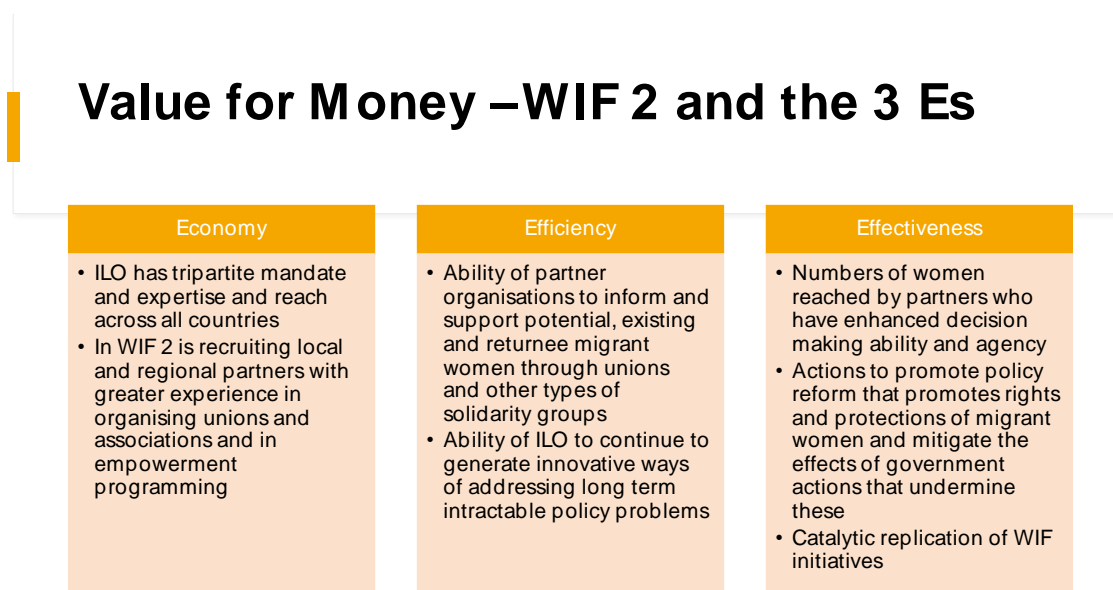 Value for Money –WIF 2 and the 3 Es
Economy
• ILO has tripartite mandate
and expertise and reach
across all countries
• In WIF 2 is recruiting local
and regional partners with
greater experience in
organising unions and
associations and in
empowerment
programming
Efficiency
• Ability of partner
organisations to inform and
support potential, existing
and returnee migrant
women through unions
and other types of
solidarity groups
• Ability of ILO to continue to
generate innovative ways
of addressing long term
intractable policy problems
Effectiveness
• Numbers of women
reached by partners who
have enhanced decision
making ability and agency
• Actions to promote policy
reform that promotes rights
and protections of migrant
women and mitigate the
effects of government
actions that undermine
these
• Catalytic replication of WIF
initiatives